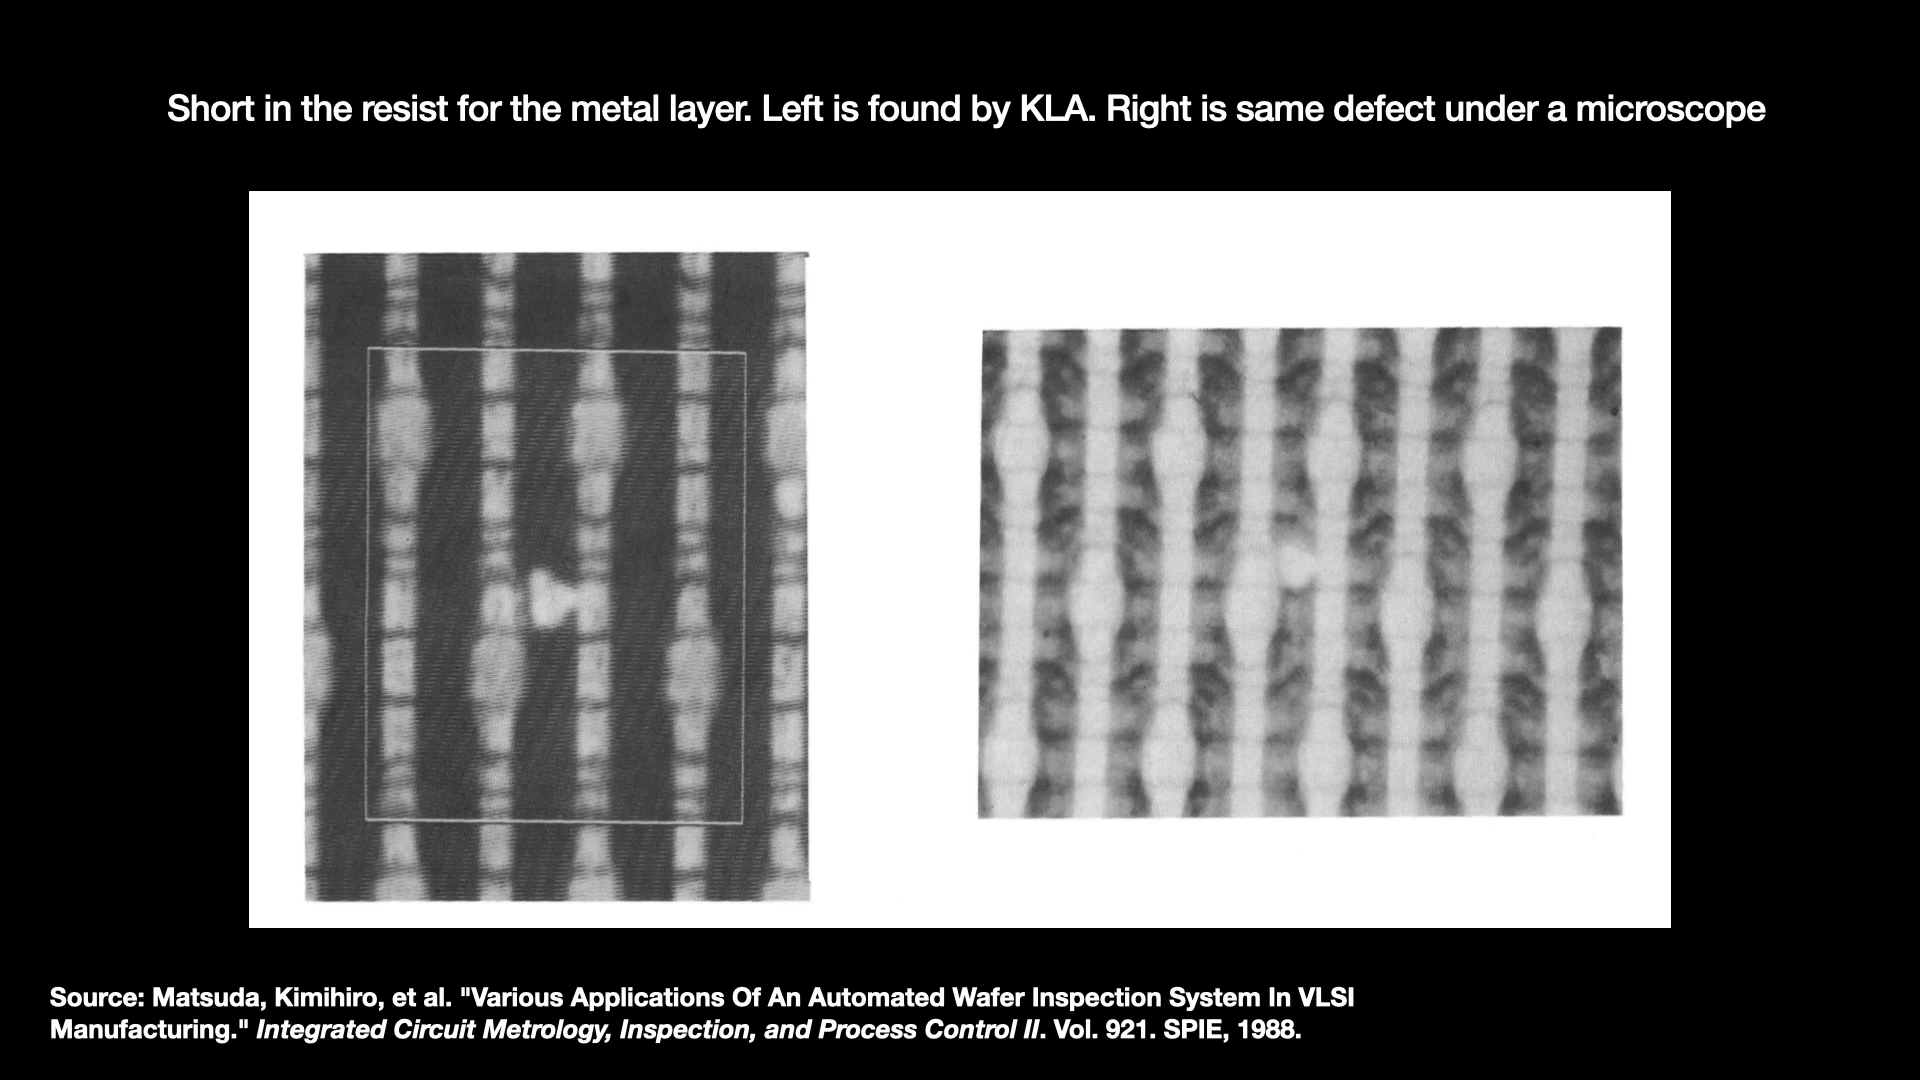 Short in the resist for the metal layer. Left is found by KLA. Right is same defect under a microscope
Source: Matsuda, Kimihiro, et al. "Various Applications Of An Automated Wafer Inspection System In VLSI
Manufacturing." Integrated Circuit Metrology, Inspection, and Process Control II. Vol. 921. SPIE, 1988.